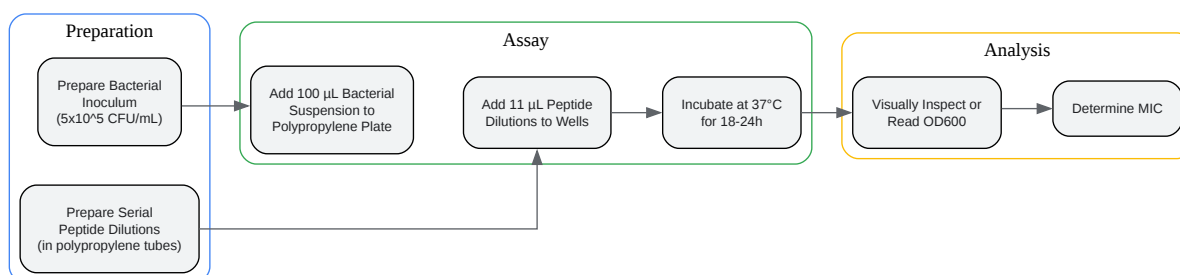 Preparation
Prepare Bacterial
Inoculum
(5x10^5 CFU/mL)
Prepare Serial
Peptide Dilutions
(in polypropylene tubes)
Assay
Add 100 µL Bacterial
Suspension to
Polypropylene Plate
Add 11 µL Peptide
Dilutions to Wells
Incubate at 37°C
for 18-24h
Analysis
Visually Inspect or
Read OD600
Determine MIC